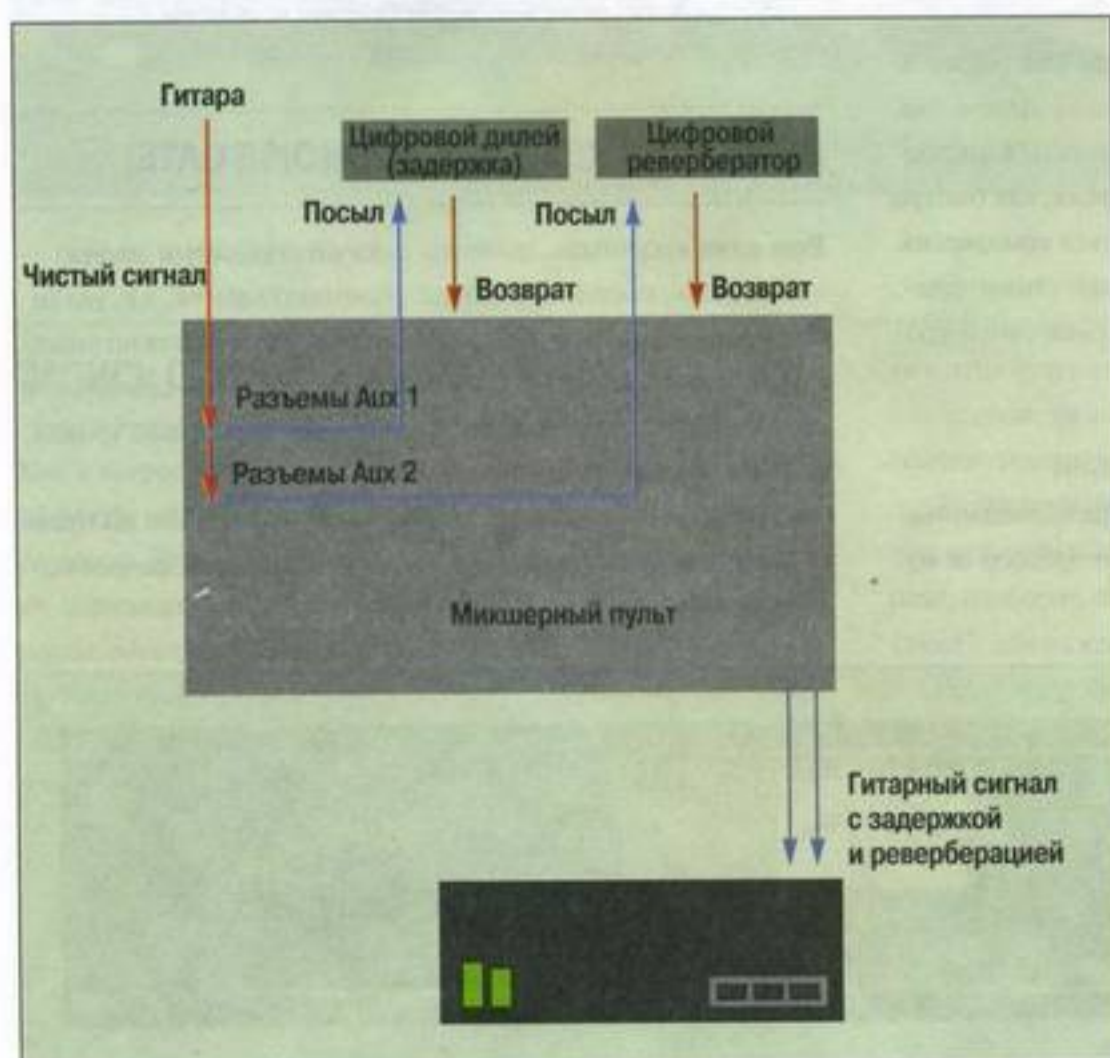 Гитара
Цифровой дилей
(задержка)
Цифровой
ревербератор
Посыл
Посыл
Чистый сигнал
Возврат
Возврат
Разъемы Aux 1
Разъемы Aux 2
Микшерный пульт
Гитарный сигнал
с задержкой
и реверберацией